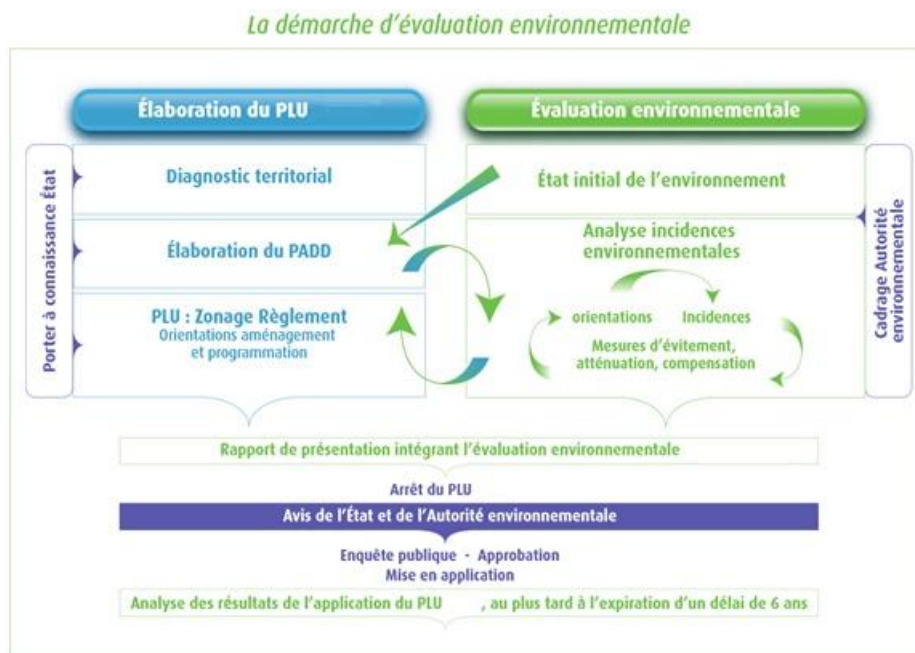 La démarche d'évaluation environnementale
Élaboration du PLU
Évaluation environnementale
Porter à connaissance État
Diagnostic territorial
État initial de l'environnement
Cadrage Autorité
environnementale
Élaboration du PADD
Analyse incidences
environnementales
PLU : Zonage Règlement
Orientations aménagement
et programmation
orientations
Incidences
Mesures d'évitement,
atténuation, compensation
Rapport de présentation intégrant l'évaluation environnementale
Arrêt du PLU
Avis de l'État et de l'Autorité environnementale
Enquête publique - Approbation
Mise en application
Analyse des résultats de l'application du PLU , au plus tard à l'expiration d'un délai de 6 ans